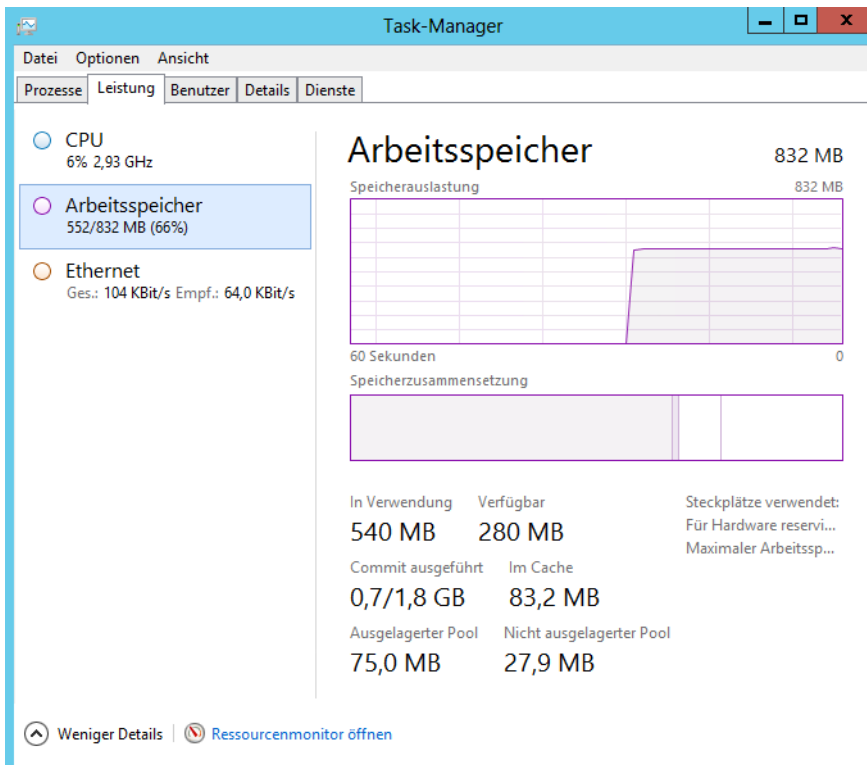 Task-Manager
Datei Optionen Ansicht
Prozesse Leistung Benutzer Details Dienste
CPU
6% 2,93 GHz
Arbeitsspeicher
552/832 MB (66%)
Ethernet
Ges.: 104 KBit/s Empf.: 64,0 KBit/s
Arbeitsspeicher 832 MB
Speicherauslastung 832 MB
60 Sekunden 0
Speicherzusammensetzung
In Verwendung Verfügbar
540 MB 280 MB
Commit ausgeführt Im Cache
0,7/1,8 GB 83,2 MB
Ausgelagerter Pool Nicht ausgelagerter Pool
75,0 MB 27,9 MB
Steckplätze verwendet:
Für Hardware reservi...
Maximaler Arbeitssp...
Weniger Details Ressourcenmonitor öffnen